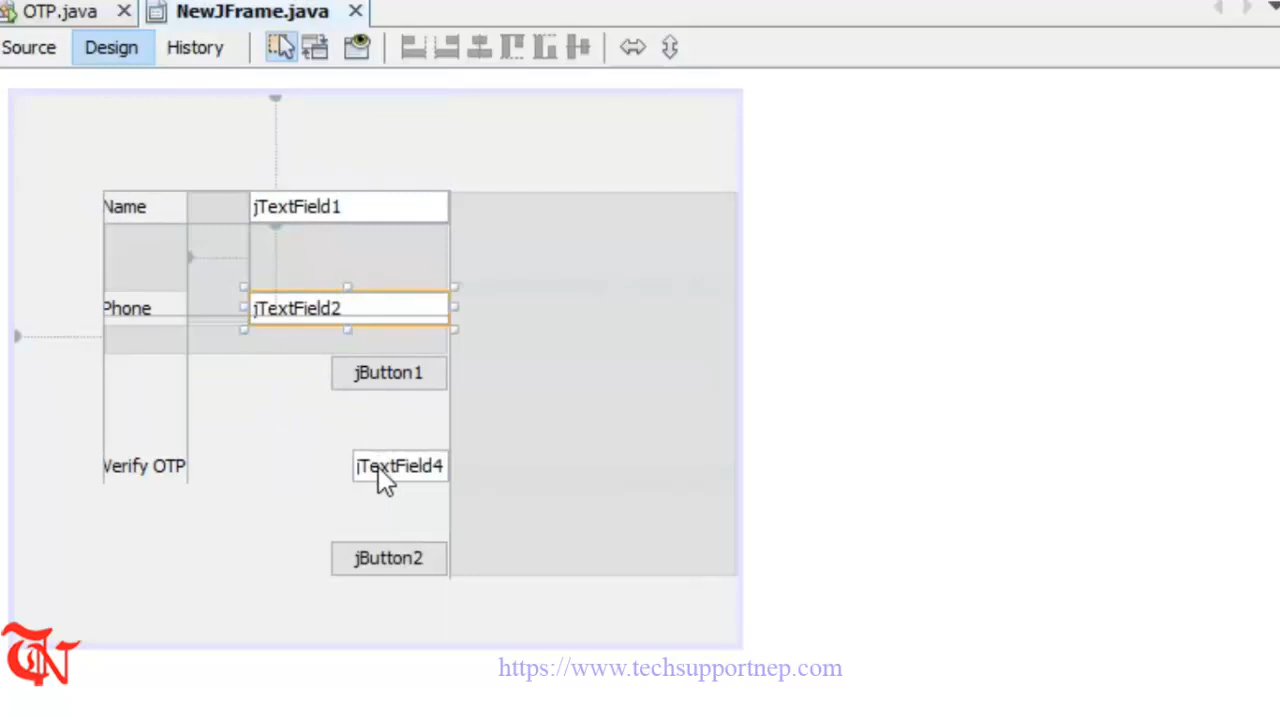 OTP.java
NewJFrame.java
Source Design History
Name jTextField1
Phone jTextField2
jButton1
Verify OTP jTextField4
jButton2
TN
https://www.techsupportnep.com